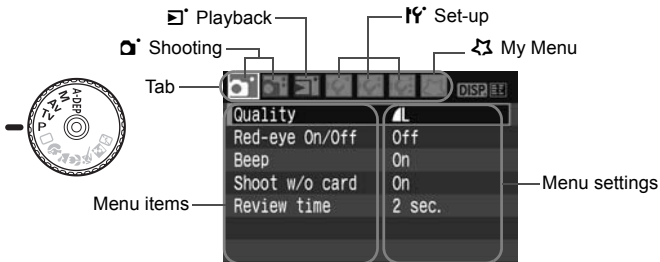 Playback
Set-up
Shooting
My Menu
Tab
DISP.
A-DEP
M
Av
Tv
P
Quality L
Red-eye On/Off Off
Beep On
Shoot w/o card On
Review time 2 sec.
Menu items
Menu settings